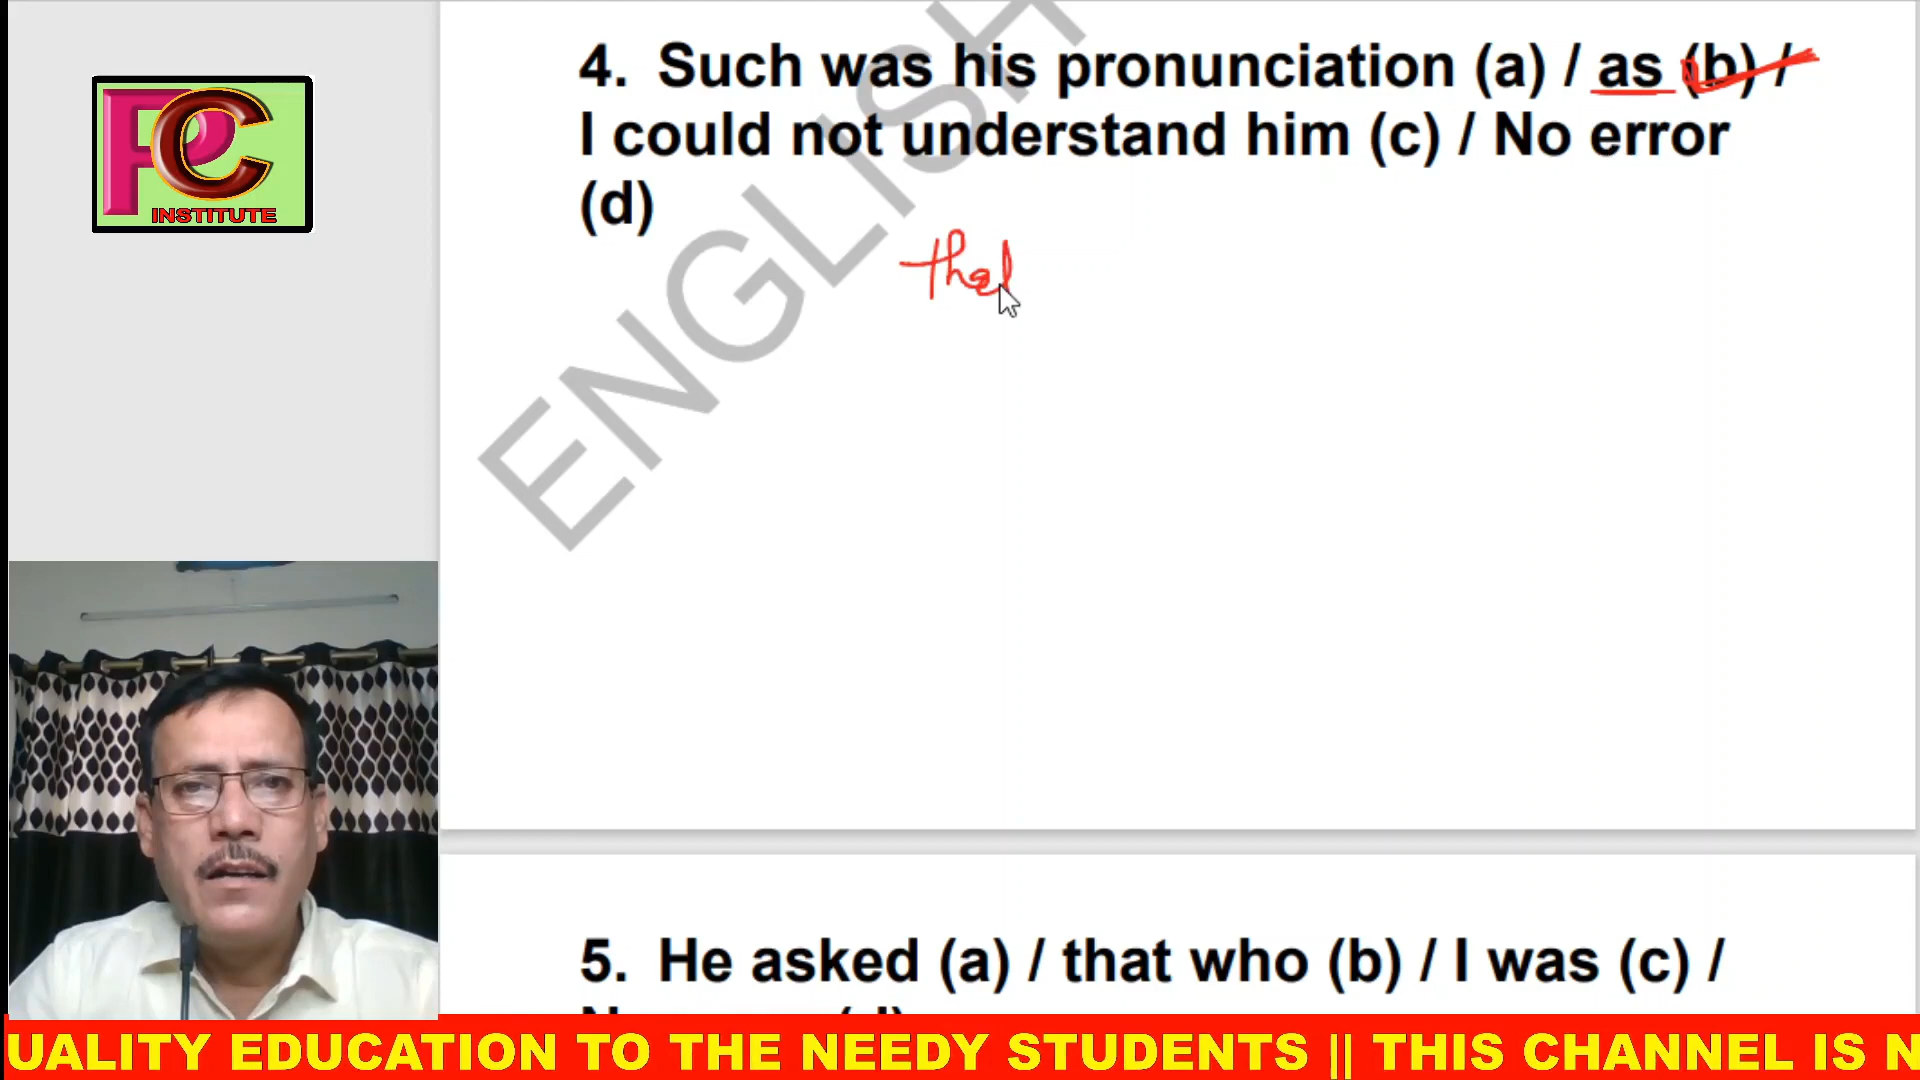 4. Such was his pronunciation (a) / as (b) /
I could not understand him (c) / No error
(d)
ENGLISH
PC
INSTITUTE
5. He asked (a) / that who (b) / I was (c) /
UALITY EDUCATION TO THE NEEDY STUDENTS || THIS CHANNEL IS N